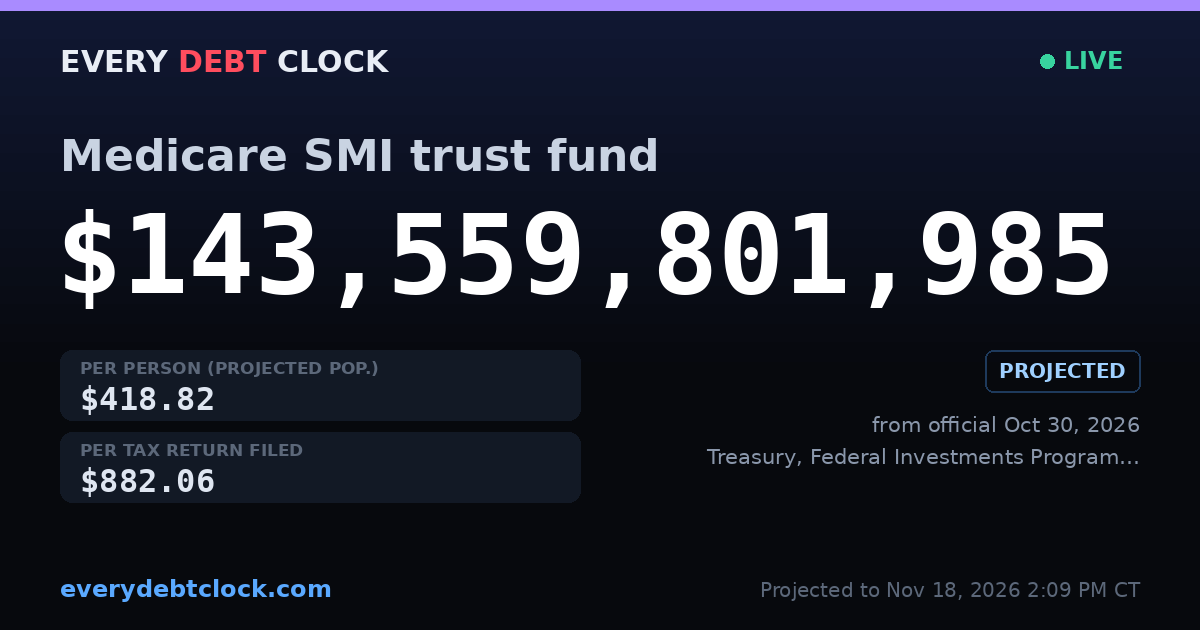 EVERY DEBT CLOCK
LIVE
Medicare SMI trust fund
$143,559,801,985
PER PERSON (PROJECTED POP.)
$418.82
PER TAX RETURN FILED
$882.06
PROJECTED
from official Oct 30, 2026
Treasury, Federal Investments Program…
everydebtclock.com
Projected to Nov 18, 2026 2:09 PM CT